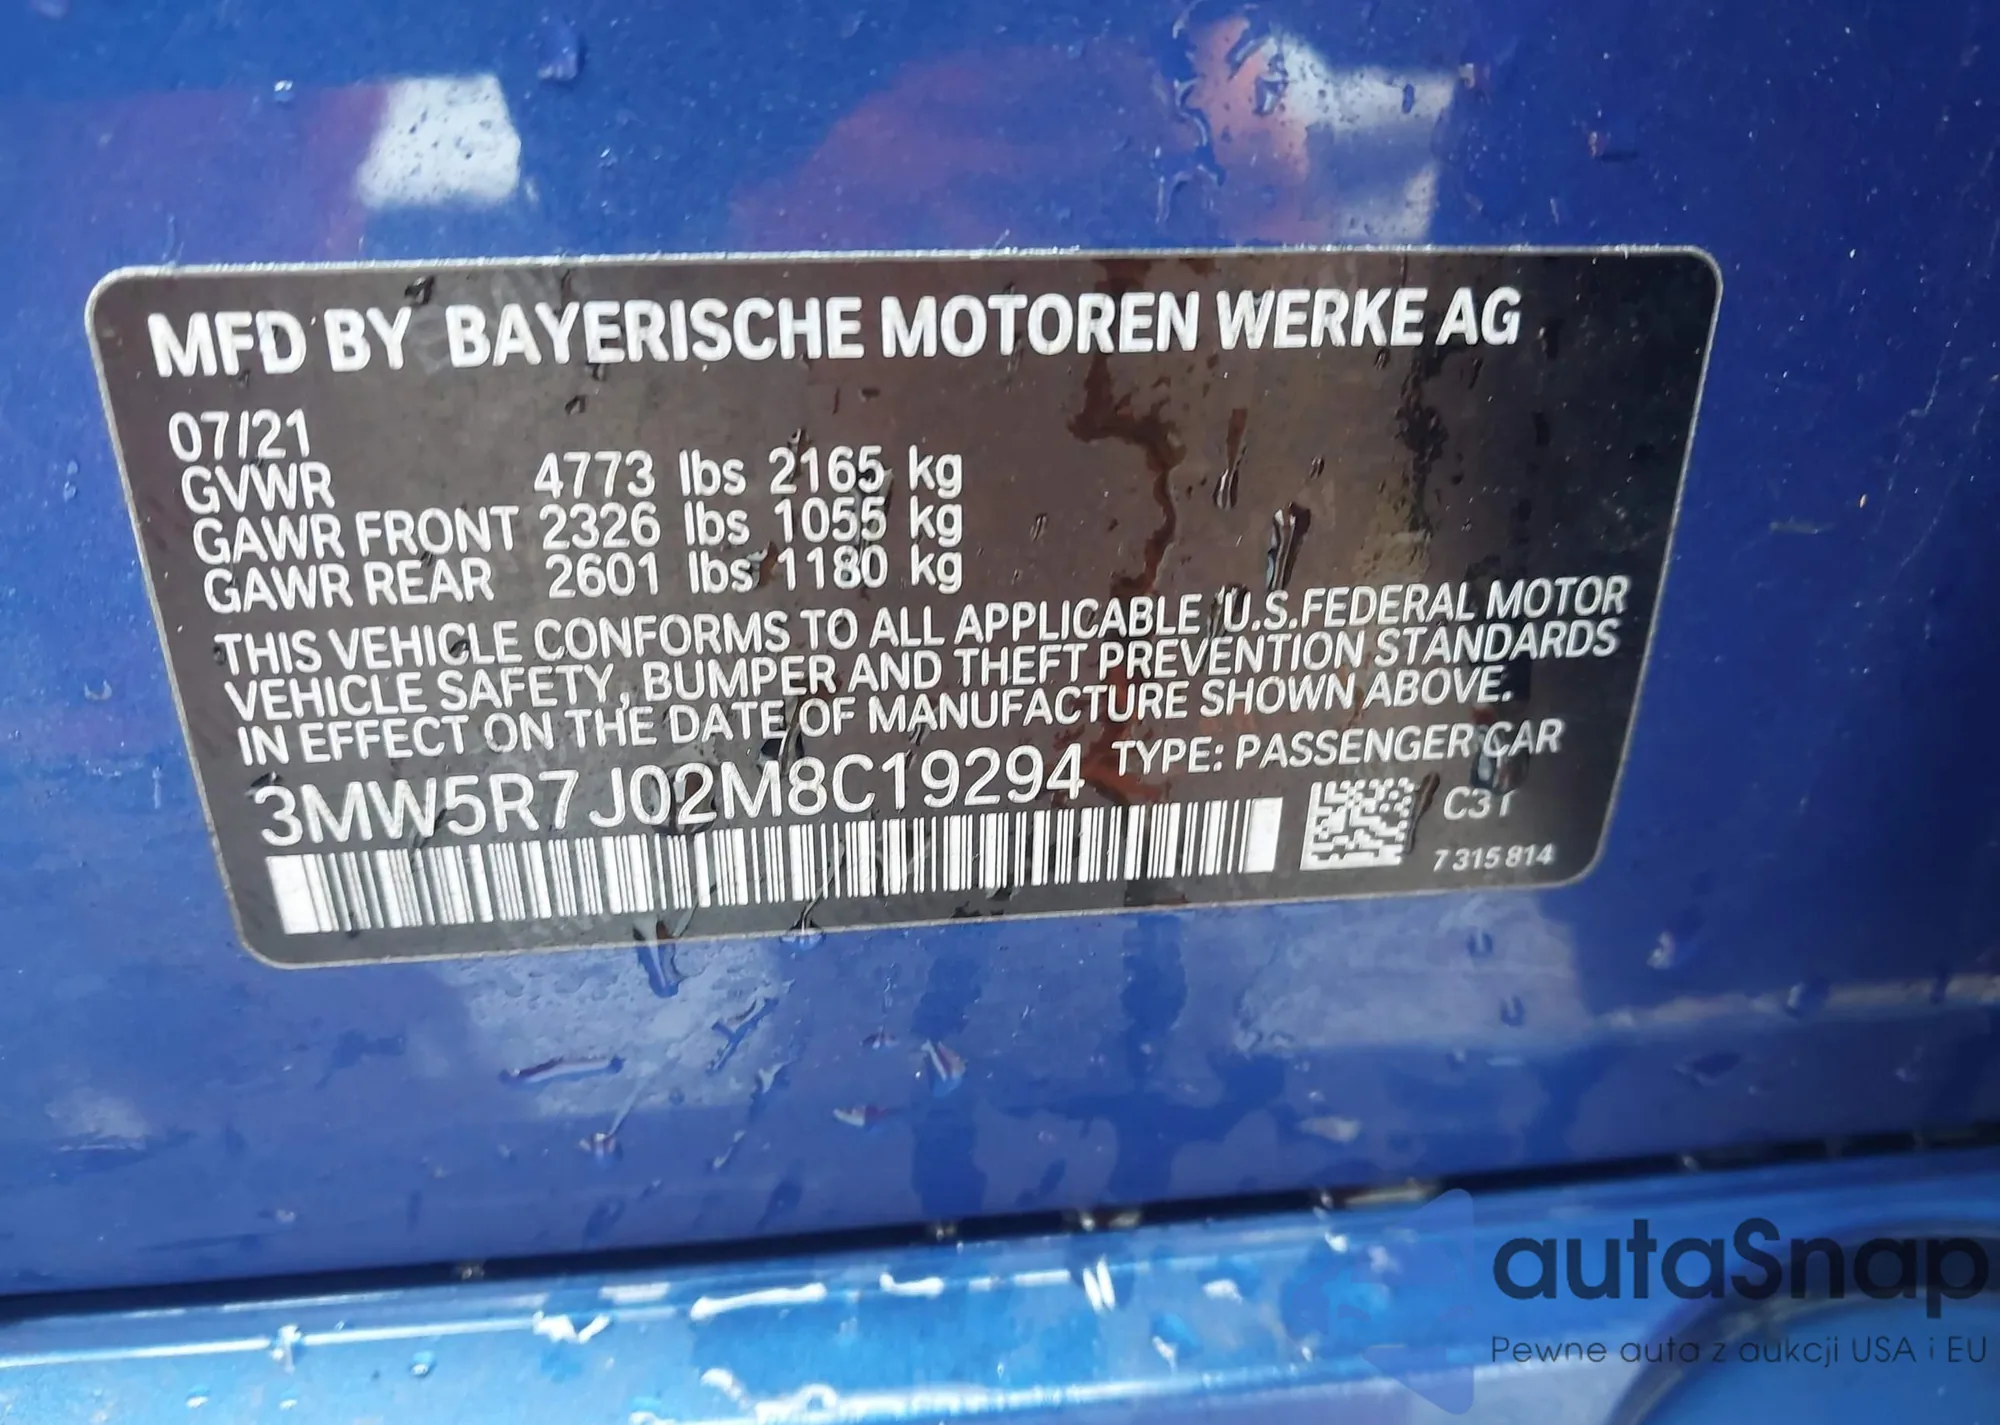 MFD BY BAYERISCHE MOTOREN WERKE AG
07/21
GVWR 4773 lbs 2165 kg
GAWR FRONT 2326 lbs 1055 kg
GAWR REAR 2601 lbs 1180 kg
THIS VEHICLE CONFORMS TO ALL APPLICABLE U.S.FEDERAL MOTOR
VEHICLE SAFETY, BUMPER AND THEFT PREVENTION STANDARDS
IN EFFECT ON THE DATE OF MANUFACTURE SHOWN ABOVE.
3MW5R7J02M8C19294 TYPE: PASSENGER CAR
C31
7 315 814
autaSnap
Pewne auta z aukcji USA i EU